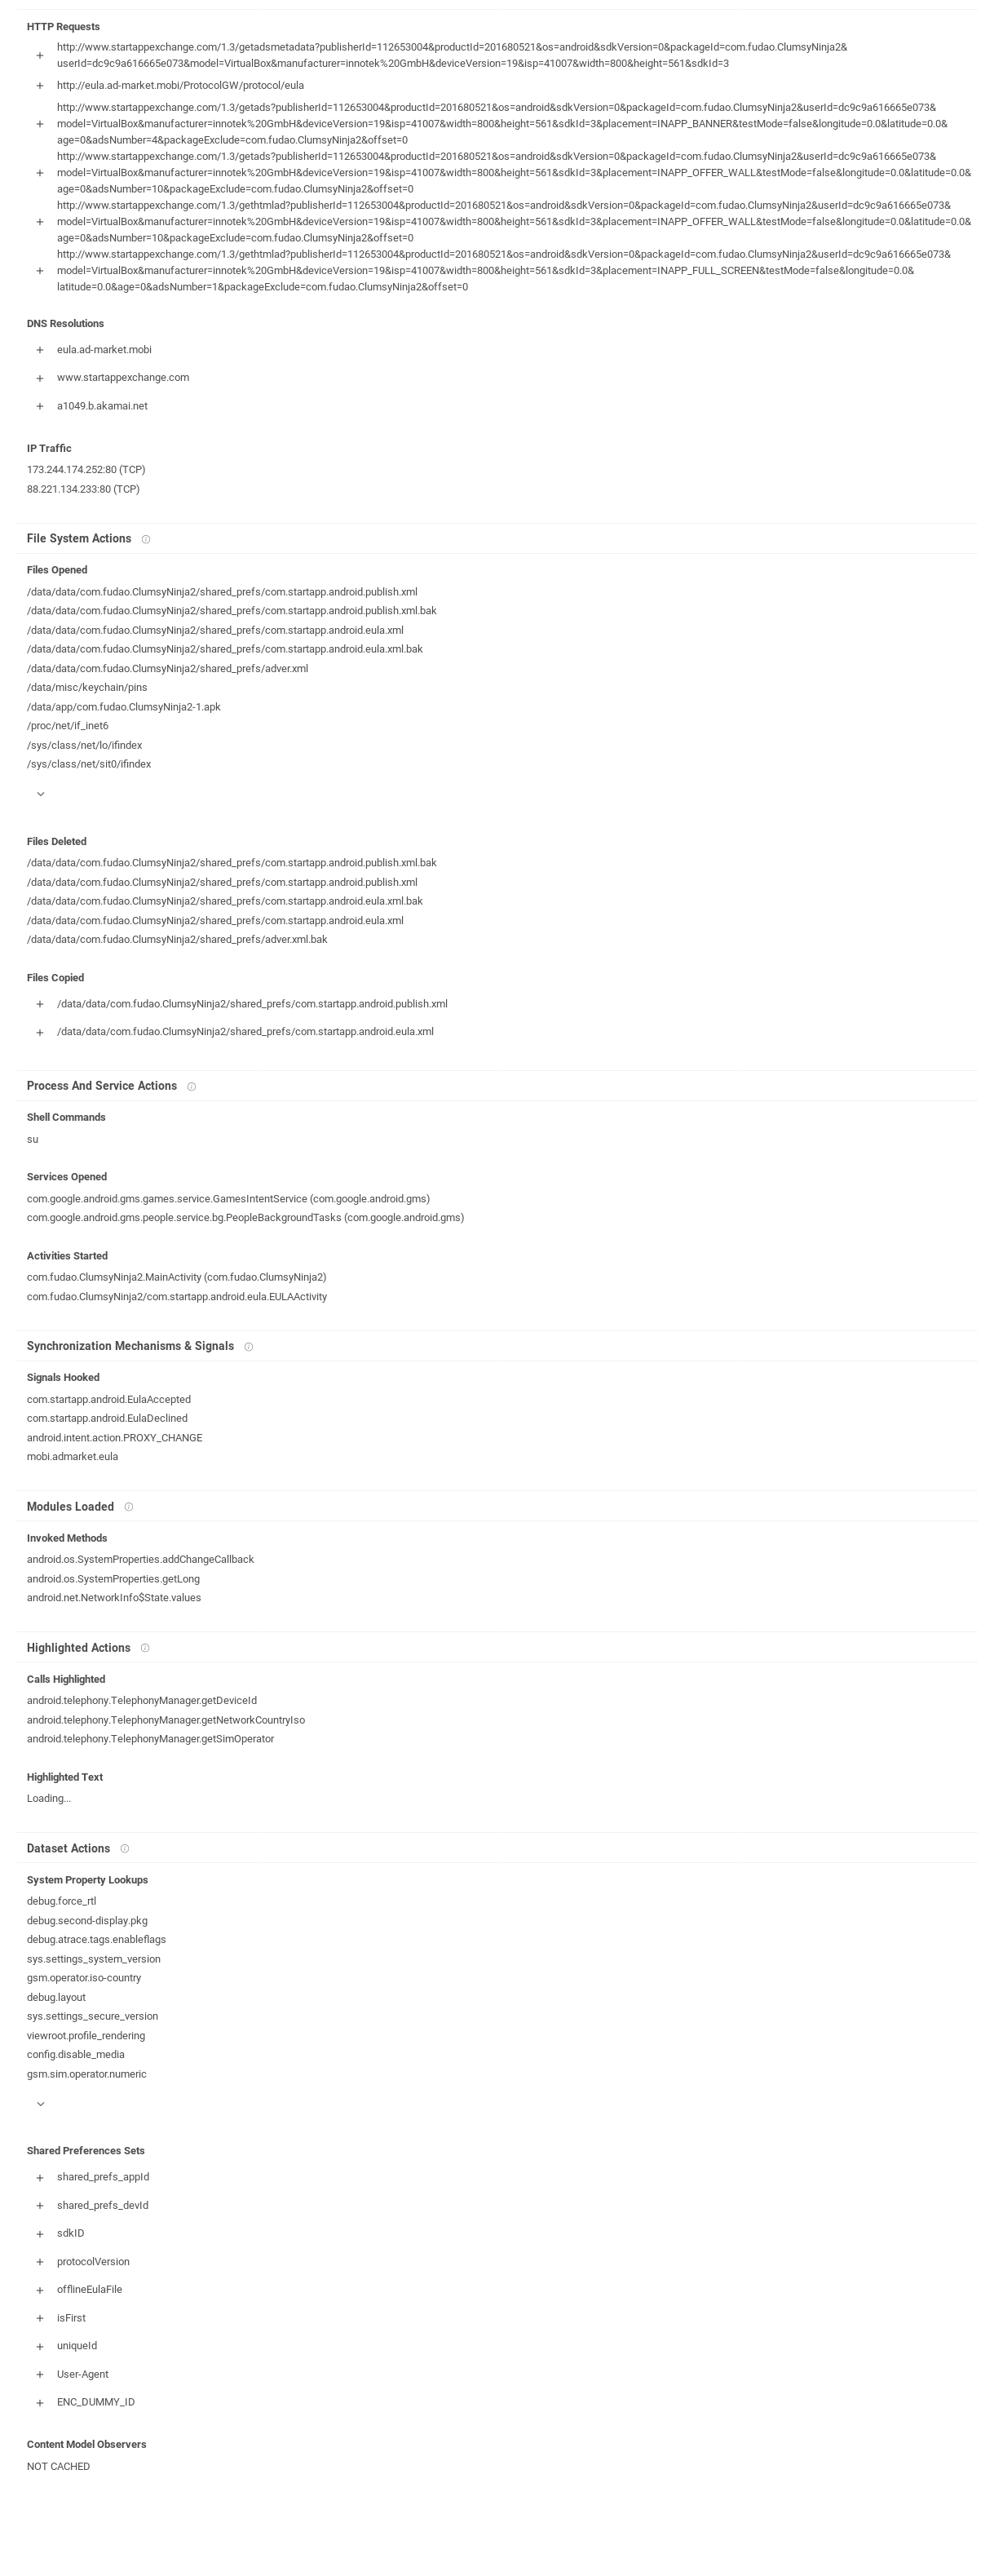 HTTP Requests
http://www.startappexchange.com/1.3/getadsmetadata?publisherId=112653004&productId=201680521&os=android&sdkVersion=0&packageId=com.fudao.ClumsyNinja2&
userId=dc9c9a616665e073&model=VirtualBox&manufacturer=innotek%20GmbH&deviceVersion=19&isp=41007&width=800&height=561&sdkId=3
http://eula.ad-market.mobi/ProtocolGW/protocol/eula
http://www.startappexchange.com/1.3/getads?publisherId=112653004&productId=201680521&os=android&sdkVersion=0&packageId=com.fudao.ClumsyNinja2&userId=dc9c9a616665e073&
model=VirtualBox&manufacturer=innotek%20GmbH&deviceVersion=19&isp=41007&width=800&height=561&sdkId=3&placement=INAPP_BANNER&testMode=false&longitude=0.0&latitude=0.0&
age=0&adsNumber=4&packageExclude=com.fudao.ClumsyNinja2&offset=0
http://www.startappexchange.com/1.3/getads?publisherId=112653004&productId=201680521&os=android&sdkVersion=0&packageId=com.fudao.ClumsyNinja2&userId=dc9c9a616665e073&
model=VirtualBox&manufacturer=innotek%20GmbH&deviceVersion=19&isp=41007&width=800&height=561&sdkId=3&placement=INAPP_OFFER_WALL&testMode=false&longitude=0.0&latitude=0.0&
age=0&adsNumber=10&packageExclude=com.fudao.ClumsyNinja2&offset=0
http://www.startappexchange.com/1.3/gethtmlad?publisherId=112653004&productId=201680521&os=android&sdkVersion=0&packageId=com.fudao.ClumsyNinja2&userId=dc9c9a616665e073&
model=VirtualBox&manufacturer=innotek%20GmbH&deviceVersion=19&isp=41007&width=800&height=561&sdkId=3&placement=INAPP_OFFER_WALL&testMode=false&longitude=0.0&latitude=0.0&
age=0&adsNumber=10&packageExclude=com.fudao.ClumsyNinja2&offset=0
http://www.startappexchange.com/1.3/gethtmlad?publisherId=112653004&productId=201680521&os=android&sdkVersion=0&packageId=com.fudao.ClumsyNinja2&userId=dc9c9a616665e073&
model=VirtualBox&manufacturer=innotek%20GmbH&deviceVersion=19&isp=41007&width=800&height=561&sdkId=3&placement=INAPP_FULL_SCREEN&testMode=false&longitude=0.0&
latitude=0.0&age=0&adsNumber=1&packageExclude=com.fudao.ClumsyNinja2&offset=0
DNS Resolutions
eula.ad-market.mobi
www.startappexchange.com
a1049.b.akamai.net
IP Traffic
173.244.174.252:80 (TCP)
88.221.134.233:80 (TCP)
File System Actions
Files Opened
/data/data/com.fudao.ClumsyNinja2/shared_prefs/com.startapp.android.publish.xml
/data/data/com.fudao.ClumsyNinja2/shared_prefs/com.startapp.android.publish.xml.bak
/data/data/com.fudao.ClumsyNinja2/shared_prefs/com.startapp.android.eula.xml
/data/data/com.fudao.ClumsyNinja2/shared_prefs/com.startapp.android.eula.xml.bak
/data/data/com.fudao.ClumsyNinja2/shared_prefs/adver.xml
/data/misc/keychain/pins
/data/app/com.fudao.ClumsyNinja2-1.apk
/proc/net/if_inet6
/sys/class/net/lo/ifindex
/sys/class/net/sit0/ifindex
Files Deleted
/data/data/com.fudao.ClumsyNinja2/shared_prefs/com.startapp.android.publish.xml.bak
/data/data/com.fudao.ClumsyNinja2/shared_prefs/com.startapp.android.publish.xml
/data/data/com.fudao.ClumsyNinja2/shared_prefs/com.startapp.android.eula.xml.bak
/data/data/com.fudao.ClumsyNinja2/shared_prefs/com.startapp.android.eula.xml
/data/data/com.fudao.ClumsyNinja2/shared_prefs/adver.xml.bak
Files Copied
/data/data/com.fudao.ClumsyNinja2/shared_prefs/com.startapp.android.publish.xml
/data/data/com.fudao.ClumsyNinja2/shared_prefs/com.startapp.android.eula.xml
Process And Service Actions
Shell Commands
su
Services Opened
com.google.android.gms.games.service.GamesIntentService (com.google.android.gms)
com.google.android.gms.people.service.bg.PeopleBackgroundTasks (com.google.android.gms)
Activities Started
com.fudao.ClumsyNinja2.MainActivity (com.fudao.ClumsyNinja2)
com.fudao.ClumsyNinja2/com.startapp.android.eula.EULAActivity
Synchronization Mechanisms & Signals
Signals Hooked
com.startapp.android.EulaAccepted
com.startapp.android.EulaDeclined
android.intent.action.PROXY_CHANGE
mobi.admarket.eula
Modules Loaded
Invoked Methods
android.os.SystemProperties.addChangeCallback
android.os.SystemProperties.getLong
android.net.NetworkInfo$State.values
Highlighted Actions
Calls Highlighted
android.telephony.TelephonyManager.getDeviceId
android.telephony.TelephonyManager.getNetworkCountryIso
android.telephony.TelephonyManager.getSimOperator
Highlighted Text
Loading...
Dataset Actions
System Property Lookups
debug.force_rtl
debug.second-display.pkg
debug.atrace.tags.enableflags
sys.settings_system_version
gsm.operator.iso-country
debug.layout
sys.settings_secure_version
viewroot.profile_rendering
config.disable_media
gsm.sim.operator.numeric
Shared Preferences Sets
shared_prefs_appId
shared_prefs_devId
sdkID
protocolVersion
offlineEulaFile
isFirst
uniqueId
User-Agent
ENC_DUMMY_ID
Content Model Observers
NOT CACHED